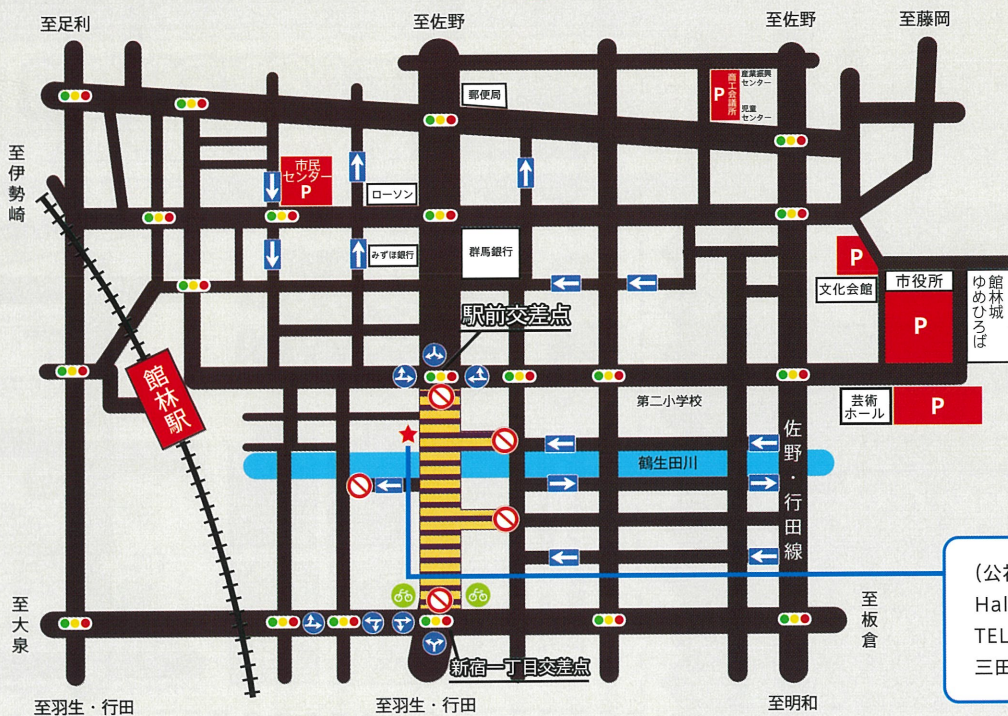 至足利
至佐野
至佐野
至藤岡
郵便局
P
商工会議所
産業振興
センター
児童
センター
至伊勢崎
市民
センター
P
ローソン
みずほ銀行
群馬銀行
P
文化会館
市役所
P
館林城
ゆめひろば
駅前交差点
館林駅
第二小学校
芸術
ホール
P
鶴生田川
佐野・行田線
(公社
Hal
TEL
三田
至大泉
至板倉
新宿一丁目交差点
至羽生・行田
至羽生・行田
至明和